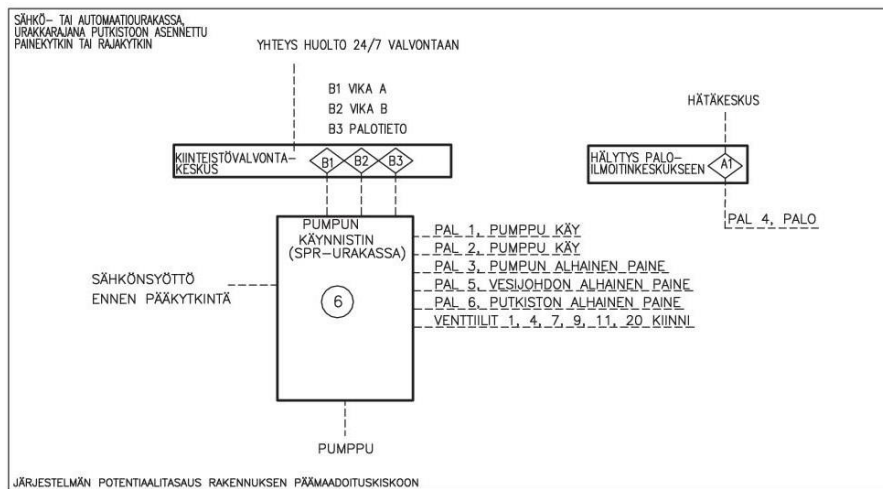 SÄHKÖ- TAI AUTOMAATIOURAKASSA,
URAKKARAJANA PUTKISTOON ASENNETTU
PAINEKYTKIN TAI RAJAKYTKIN
YHTEYS HUOLTO 24/7 VALVONTAAN
B1 VIKA A
B2 VIKA B
B3 PALOTIETO
HÄTÄKESKUS
KIINTEISTÖVALVONTA-
KESKUS
B1 B2 B3
HÄLYTYS PALO-
ILMOITINKESKUKSEEN
A1
PUMPUN
KÄYNNISTIN
(SPR-URAKASSA)
6
PAL 4, PALO
PAL 1, PUMPPU KÄY
PAL 2, PUMPPU KÄY
PAL 3, PUMPUN ALHAINEN PAINE
PAL 5, VESIJOHDON ALHAINEN PAINE
PAL 6, PUTKISTON ALHAINEN PAINE
VENTTIILIT 1, 4, 7, 9, 11, 20 KIINNI
SÄHKÖNSYÖTTÖ
ENNEN PÄÄKYTKINTÄ
PUMPPU
JÄRJESTELMÄN POTENTIAALITASAUS RAKENNUKSEN PÄÄMAADOITUSKISKOON